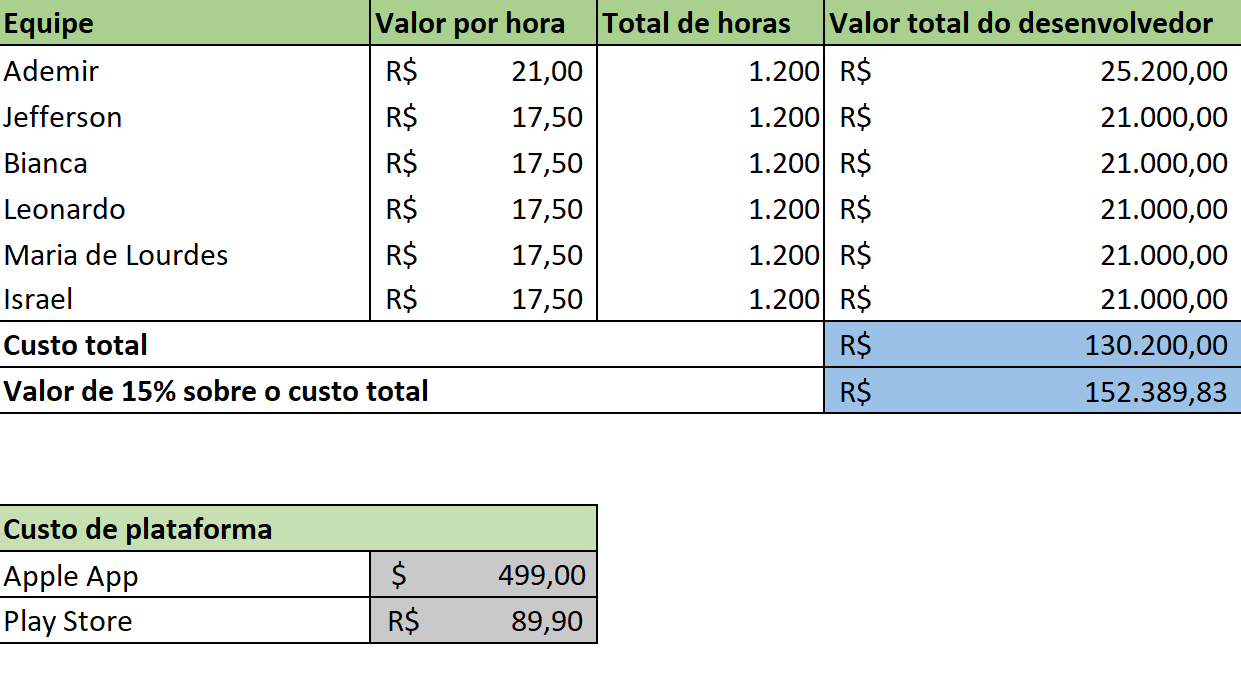 Equipe Valor por hora Total de horas Valor total do desenvolvedor
Ademir R$ 21,00 1.200 R$ 25.200,00
Jefferson R$ 17,50 1.200 R$ 21.000,00
Bianca R$ 17,50 1.200 R$ 21.000,00
Leonardo R$ 17,50 1.200 R$ 21.000,00
Maria de Lourdes R$ 17,50 1.200 R$ 21.000,00
Israel R$ 17,50 1.200 R$ 21.000,00
Custo total R$ 130.200,00
Valor de 15% sobre o custo total R$ 152.389,83
Custo de plataforma
Apple App $ 499,00
Play Store R$ 89,90